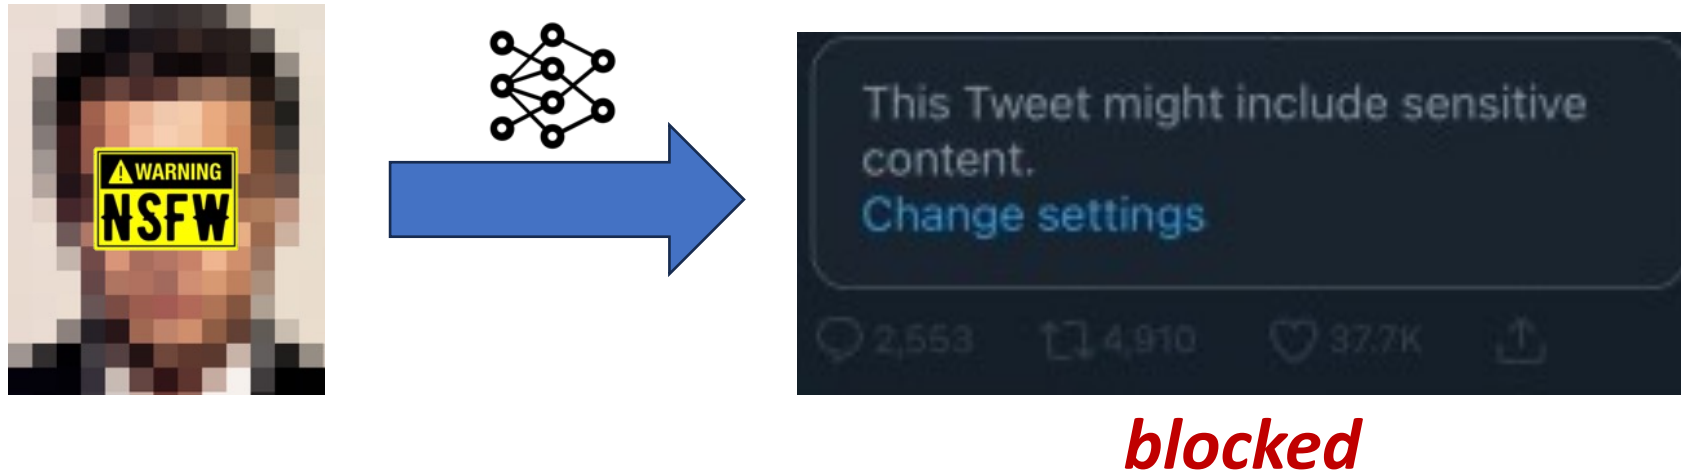 WARNING
NSFW
This Tweet might include sensitive
content.
Change settings
2,553 4,910 37.7K
blocked